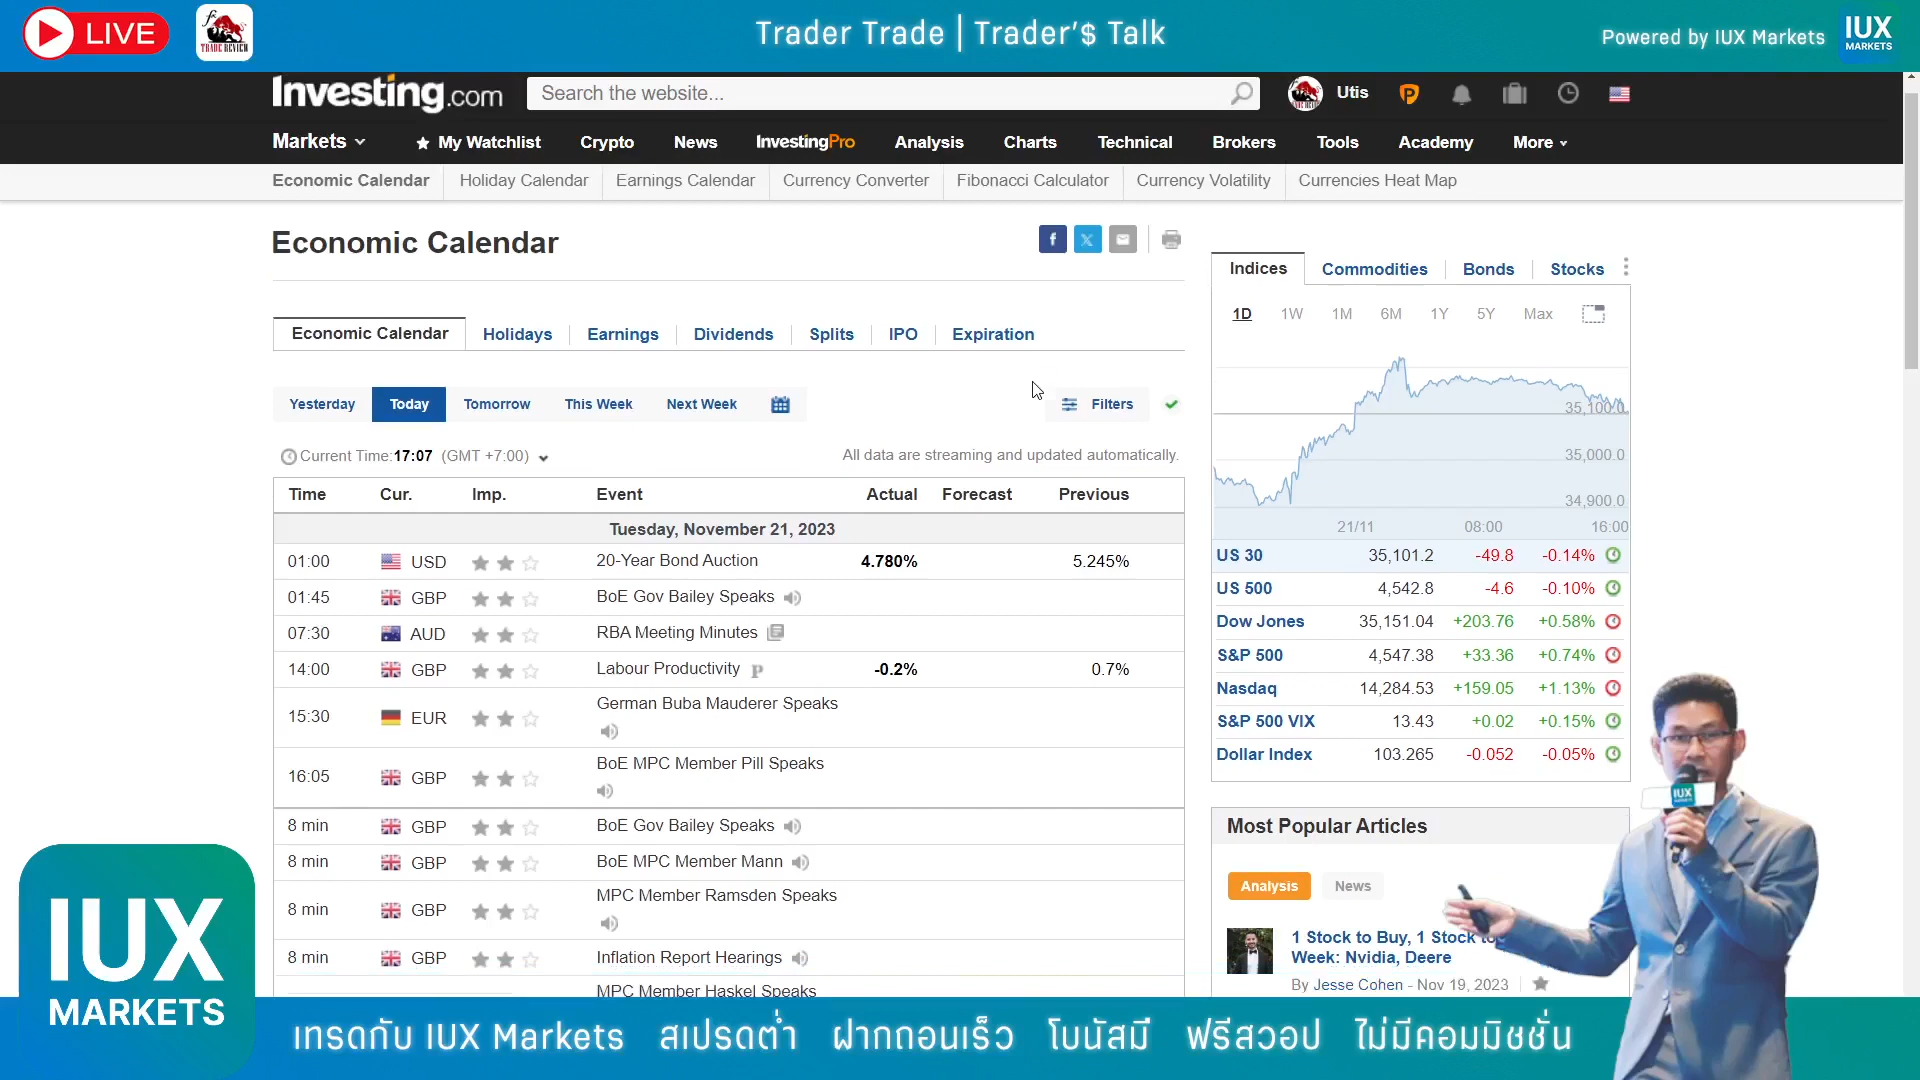 LIVE
TRADE REVIEW
Trader Trade | Trader'$ Talk
Powered by IUX Markets
IUX
MARKETS
Investing.com
Search the website...
Utis
Markets
My Watchlist
Crypto
News
InvestingPro
Analysis
Charts
Technical
Brokers
Tools
Academy
More
Economic Calendar
Holiday Calendar
Earnings Calendar
Currency Converter
Fibonacci Calculator
Currency Volatility
Currencies Heat Map
Economic Calendar
Economic Calendar
Holidays
Earnings
Dividends
Splits
IPO
Expiration
Yesterday
Today
Tomorrow
This Week
Next Week
Filters
Current Time:17:07 (GMT +7:00)
All data are streaming and updated automatically.
Time Cur. Imp. Event Actual Forecast Previous
Tuesday, November 21, 2023
01:00 USD 20-Year Bond Auction 4.780% 5.245%
01:45 GBP BoE Gov Bailey Speaks
07:30 AUD RBA Meeting Minutes
14:00 GBP Labour Productivity P -0.2% 0.7%
15:30 EUR German Buba Mauderer Speaks
16:05 GBP BoE MPC Member Pill Speaks
8 min GBP BoE Gov Bailey Speaks
8 min GBP BoE MPC Member Mann
8 min GBP MPC Member Ramsden Speaks
8 min GBP Inflation Report Hearings
MPC Member Haskel Speaks
Indices
Commodities
Bonds
Stocks
1D 1W 1M 6M 1Y 5Y Max
35,100.0
35,000.0
34,900.0
21/11 08:00 16:00
US 30 35,101.2 -49.8 -0.14%
US 500 4,542.8 -4.6 -0.10%
Dow Jones 35,151.04 +203.76 +0.58%
S&P 500 4,547.38 +33.36 +0.74%
Nasdaq 14,284.53 +159.05 +1.13%
S&P 500 VIX 13.43 +0.02 +0.15%
Dollar Index 103.265 -0.052 -0.05%
Most Popular Articles
Analysis
News
1 Stock to Buy, 1 Stock to
Week: Nvidia, Deere
By Jesse Cohen - Nov 19, 2023
IUX
IUX
MARKETS
เทรดกับ IUX Markets สเปรดต่ำ ฝากถอนเร็ว โบนัสมี ฟรีสวอป ไม่มีคอมมิชชั่น